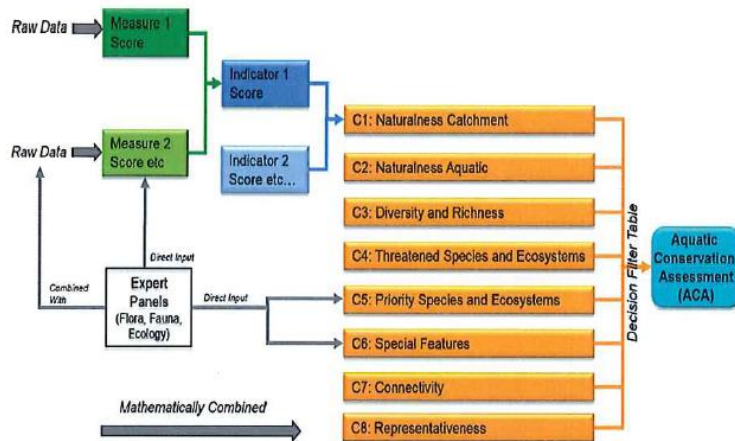 Raw Data
Measure 1
Score
Indicator 1
Score
Raw Data
Measure 2
Score etc
Indicator 2
Score etc...
C1: Naturalness Catchment
C2: Naturalness Aquatic
C3: Diversity and Richness
C4: Threatened Species and Ecosystems
C5: Priority Species and Ecosystems
C6: Special Features
C7: Connectivity
C8: Representativeness
Decision Filter Table
Aquatic
Conservation
Assessment
(ACA)
Direct Input
Combined
With
Expert
Panels
(Flora, Fauna,
Ecology)
Direct Input
Mathematically Combined